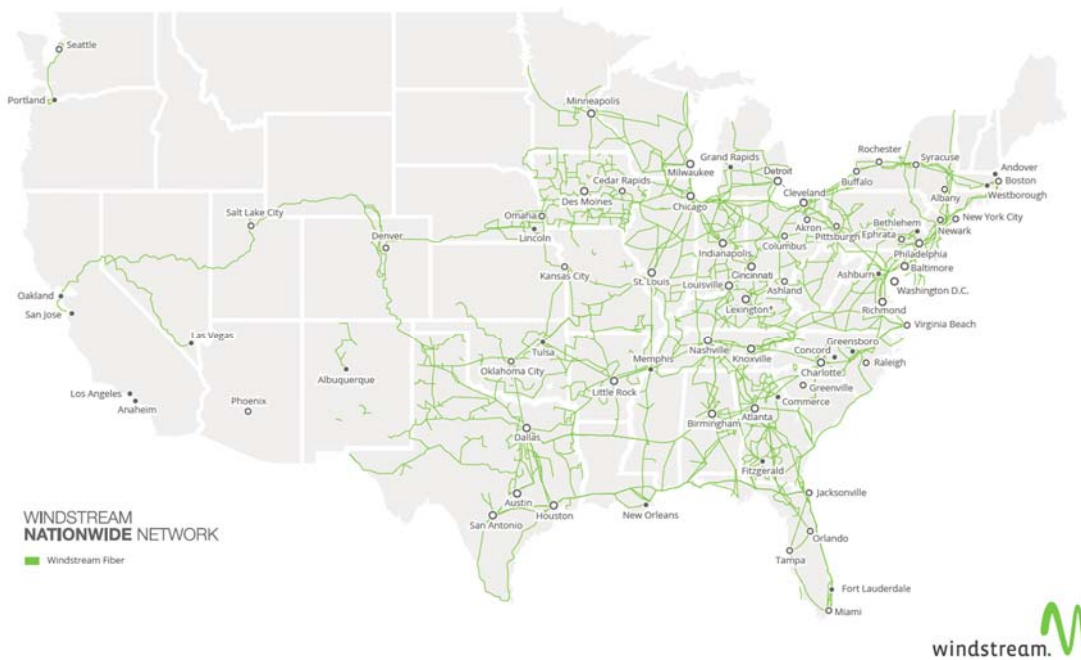 Seattle
Portland
Minneapolis
Milwaukee
Grand Rapids
Detroit
Rochester
Syracuse
Buffalo
Albany
Andover
Boston
Westborough
Cedar Rapids
Des Moines
Chicago
Cleveland
Akron
Pittsburgh
Bethlehem
Ephrata
New York City
Newark
Philadelphia
Baltimore
Salt Lake City
Denver
Omaha
Lincoln
Indianapolis
Columbus
Cincinnati
Ashburn
Washington D.C.
Kansas City
St. Louis
Louisville
Ashland
Lexington
Richmond
Virginia Beach
Oakland
San Jose
Las Vegas
Los Angeles
Anaheim
Phoenix
Albuquerque
Tulsa
Oklahoma City
Memphis
Little Rock
Nashville
Knoxville
Concord
Greensboro
Charlotte
Raleigh
Greenville
Commerce
Atlanta
Birmingham
Dallas
Fitzgerald
Austin
San Antonio
Houston
New Orleans
Jacksonville
Orlando
Tampa
Fort Lauderdale
Miami
WINDSTREAM
NATIONWIDE NETWORK
Windstream Fiber
windstream.